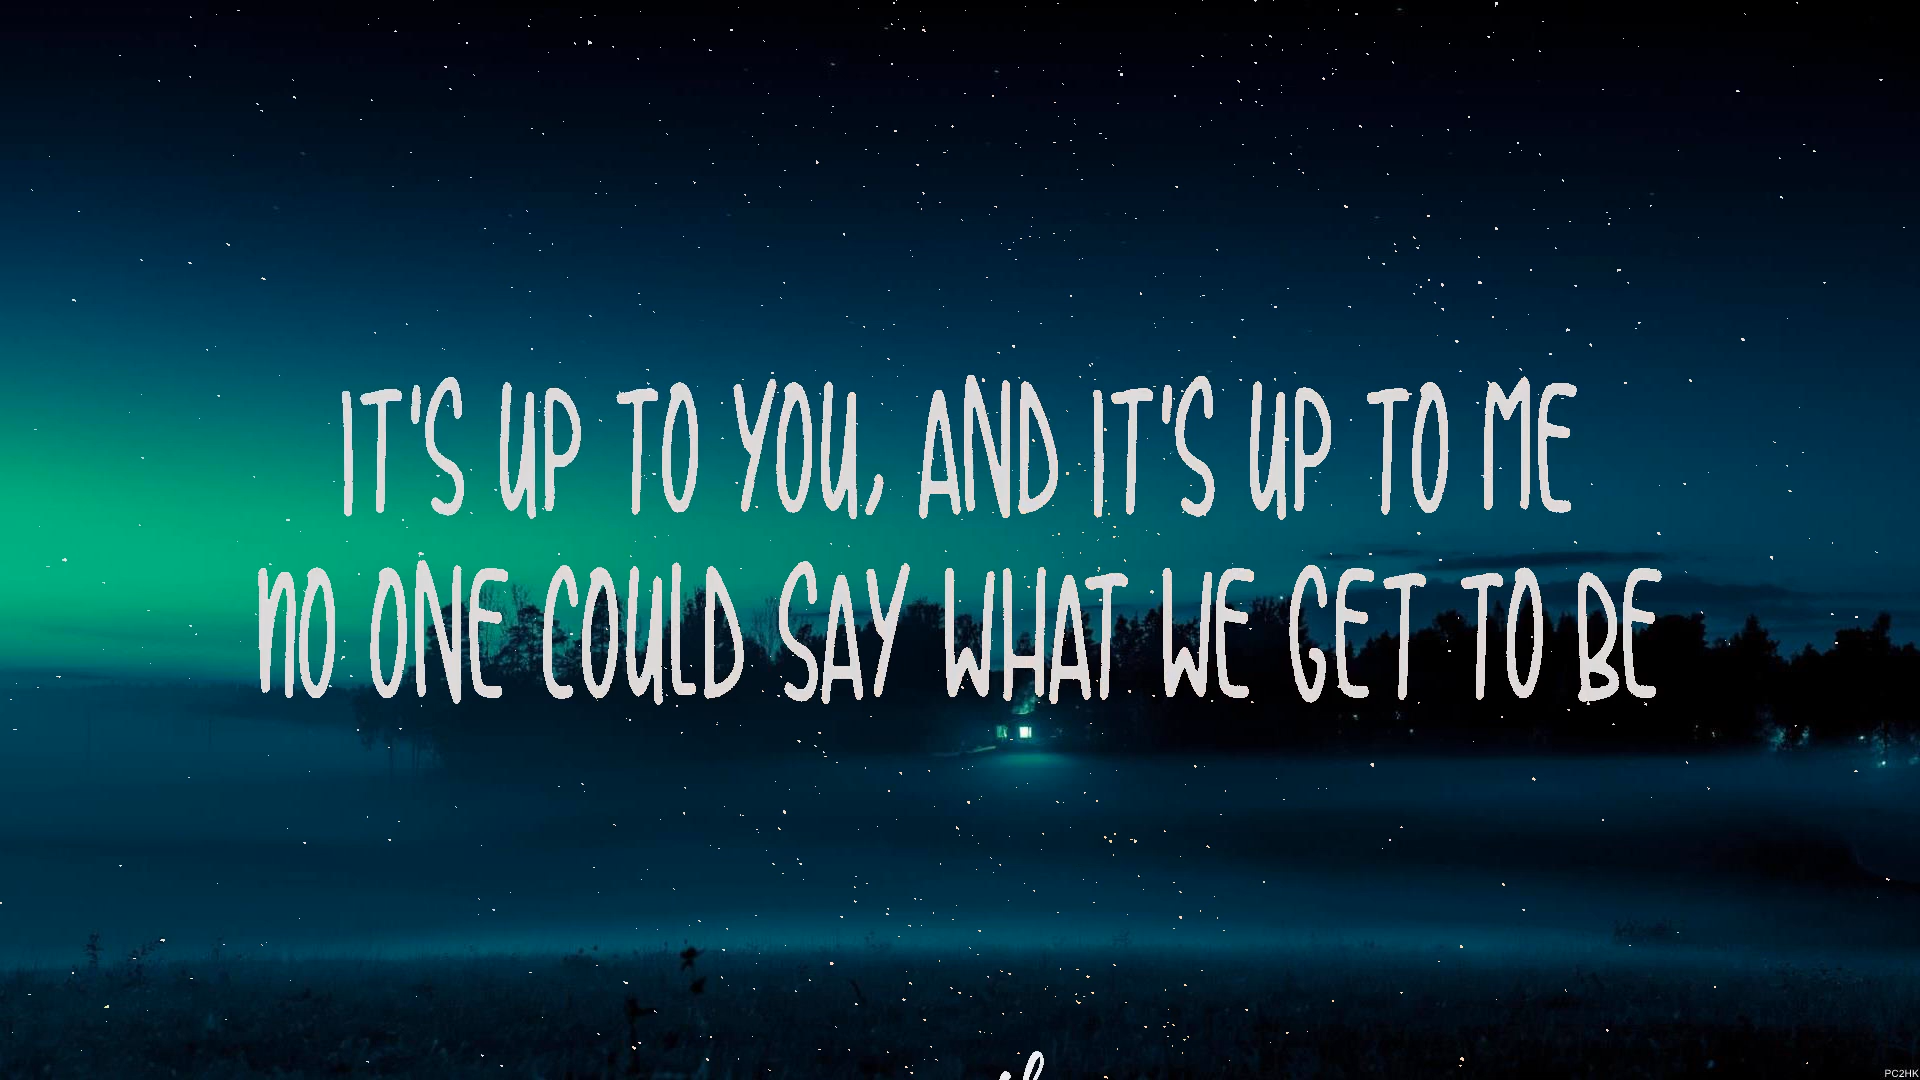 IT'S UP TO YOU, AND IT'S UP TO ME
NO ONE COULD SAY WHAT WE GET TO BE
PC2HK